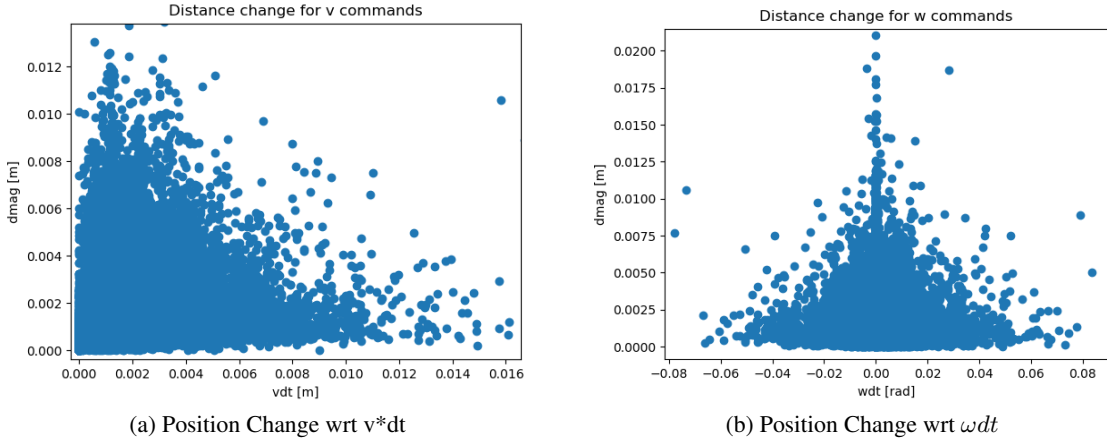 Distance change for v commands
dmag [m]
0.012
0.010
0.008
0.006
0.004
0.002
0.000
0.000 0.002 0.004 0.006 0.008 0.010 0.012 0.014 0.016
vdt [m]
(a) Position Change wrt v*dt
Distance change for w commands
dmag [m]
0.0200
0.0175
0.0150
0.0125
0.0100
0.0075
0.0050
0.0025
0.0000
−0.08 −0.06 −0.04 −0.02 0.00 0.02 0.04 0.06 0.08
wdt [rad]
(b) Position Change wrt ωdt